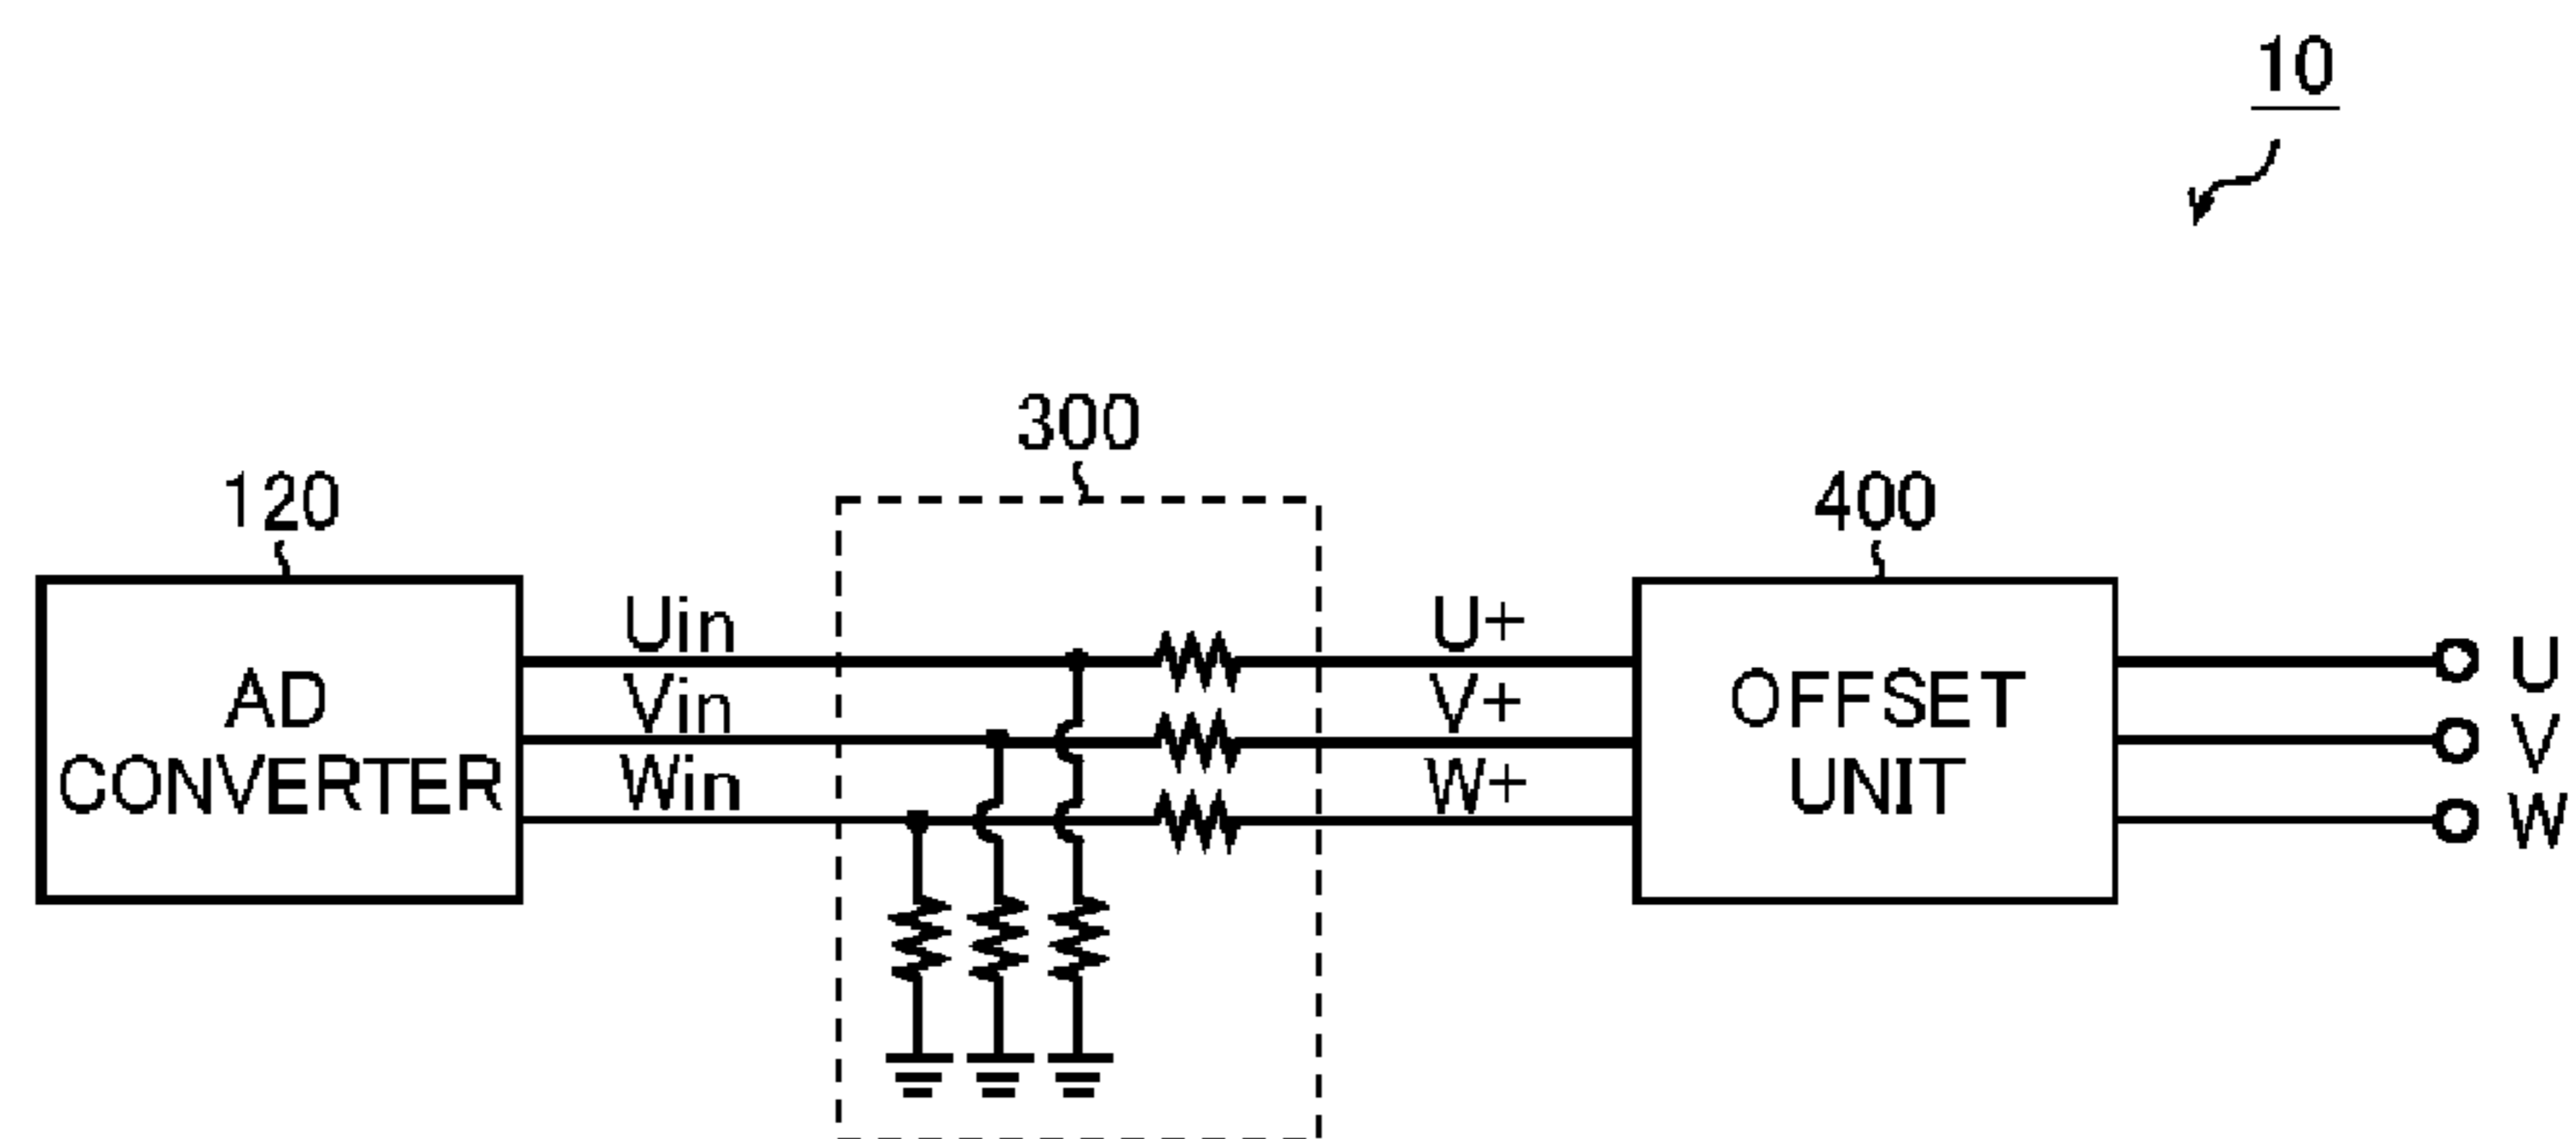 10
300
120
400
Uin
U+
U
AD
CONVERTER
Vin
V+
OFFSET
UNIT
V
Win
W+
W